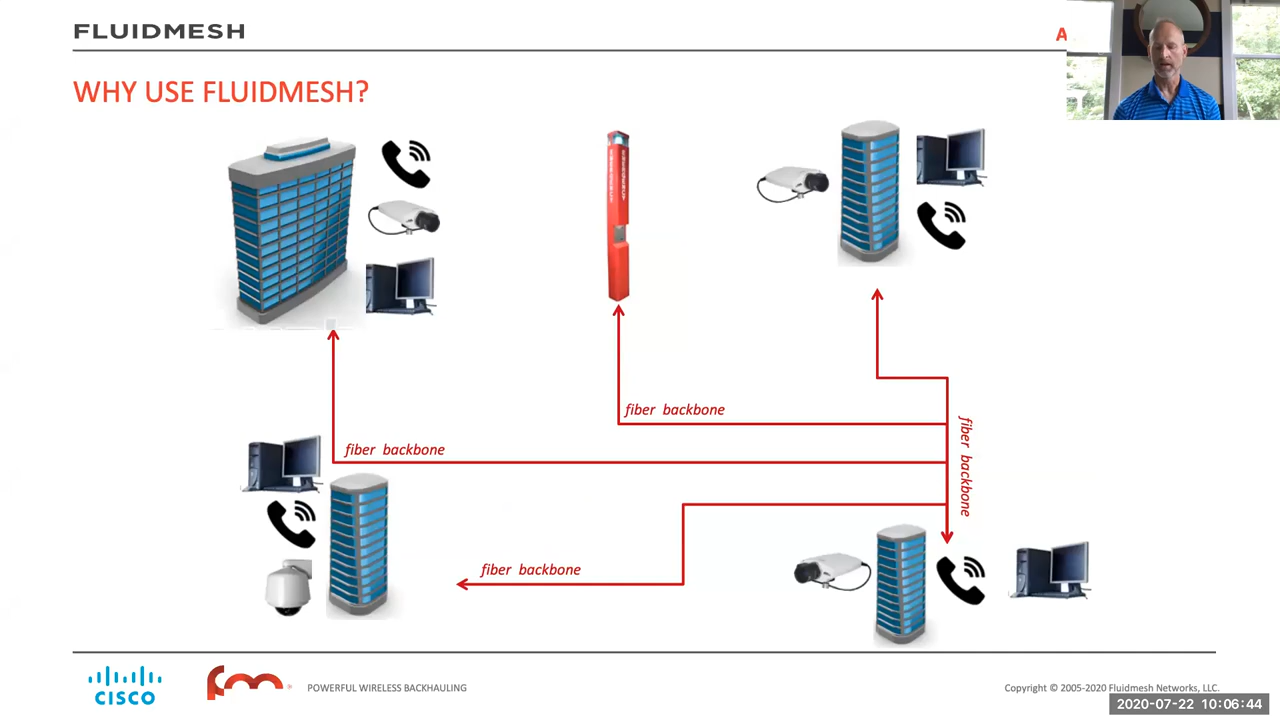 FLUIDMESH
A
WHY USE FLUIDMESH?
fiber backbone
fiber backbone
fiber backbone
fiber backbone
CISCO
fm
POWERFUL WIRELESS BACKHAULING
Copyright © 2005-2020 Fluidmesh Networks, LLC.
2020-07-22 10:06:44